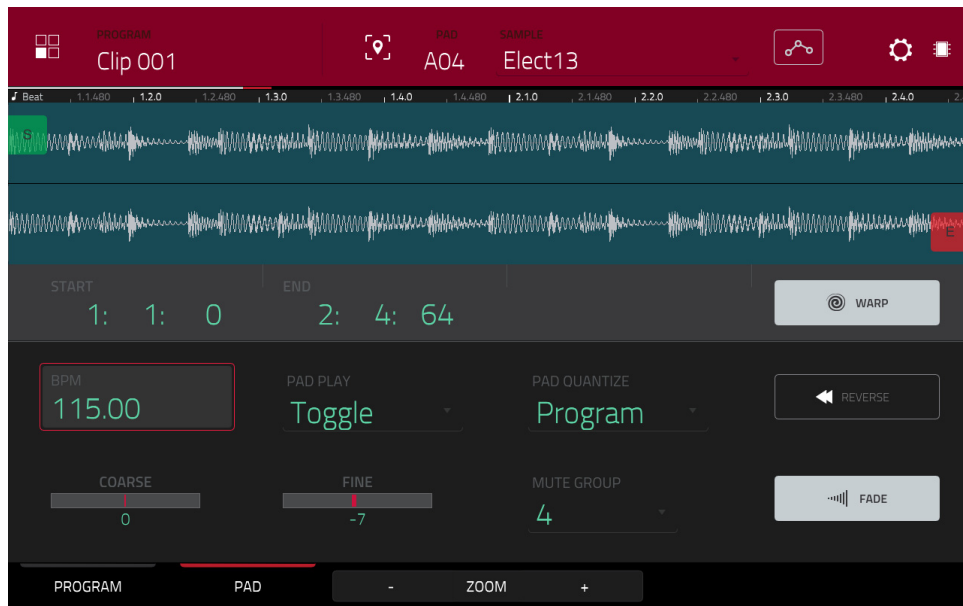 PROGRAM PAD SAMPLE
Clip 001 A04 Elect13
Beat 1.1.480 1.2.0 1.2.480 1.3.0 1.3.480 1.4.0 1.4.480 2.1.0 2.1.480 2.2.0 2.2.480 2.3.0 2.3.480 2.4.0 2.
S
E
START END
1: 1: 0 2: 4: 64 WARP
BPM PAD PLAY PAD QUANTIZE
115.00 Toggle Program REVERSE
COARSE FINE MUTE GROUP
0 -7 4 FADE
PROGRAM PAD - ZOOM +